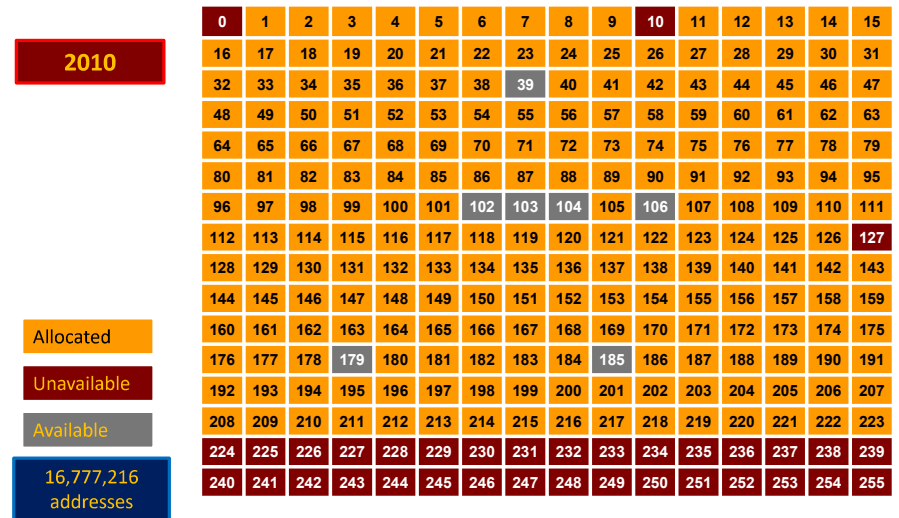 2010
0 1 2 3 4 5 6 7 8 9 10 11 12 13 14 15
16 17 18 19 20 21 22 23 24 25 26 27 28 29 30 31
32 33 34 35 36 37 38 39 40 41 42 43 44 45 46 47
48 49 50 51 52 53 54 55 56 57 58 59 60 61 62 63
64 65 66 67 68 69 70 71 72 73 74 75 76 77 78 79
80 81 82 83 84 85 86 87 88 89 90 91 92 93 94 95
96 97 98 99 100 101 102 103 104 105 106 107 108 109 110 111
112 113 114 115 116 117 118 119 120 121 122 123 124 125 126 127
128 129 130 131 132 133 134 135 136 137 138 139 140 141 142 143
144 145 146 147 148 149 150 151 152 153 154 155 156 157 158 159
160 161 162 163 164 165 166 167 168 169 170 171 172 173 174 175
176 177 178 179 180 181 182 183 184 185 186 187 188 189 190 191
192 193 194 195 196 197 198 199 200 201 202 203 204 205 206 207
208 209 210 211 212 213 214 215 216 217 218 219 220 221 222 223
224 225 226 227 228 229 230 231 232 233 234 235 236 237 238 239
240 241 242 243 244 245 246 247 248 249 250 251 252 253 254 255
Allocated
Unavailable
Available
16,777,216
addresses